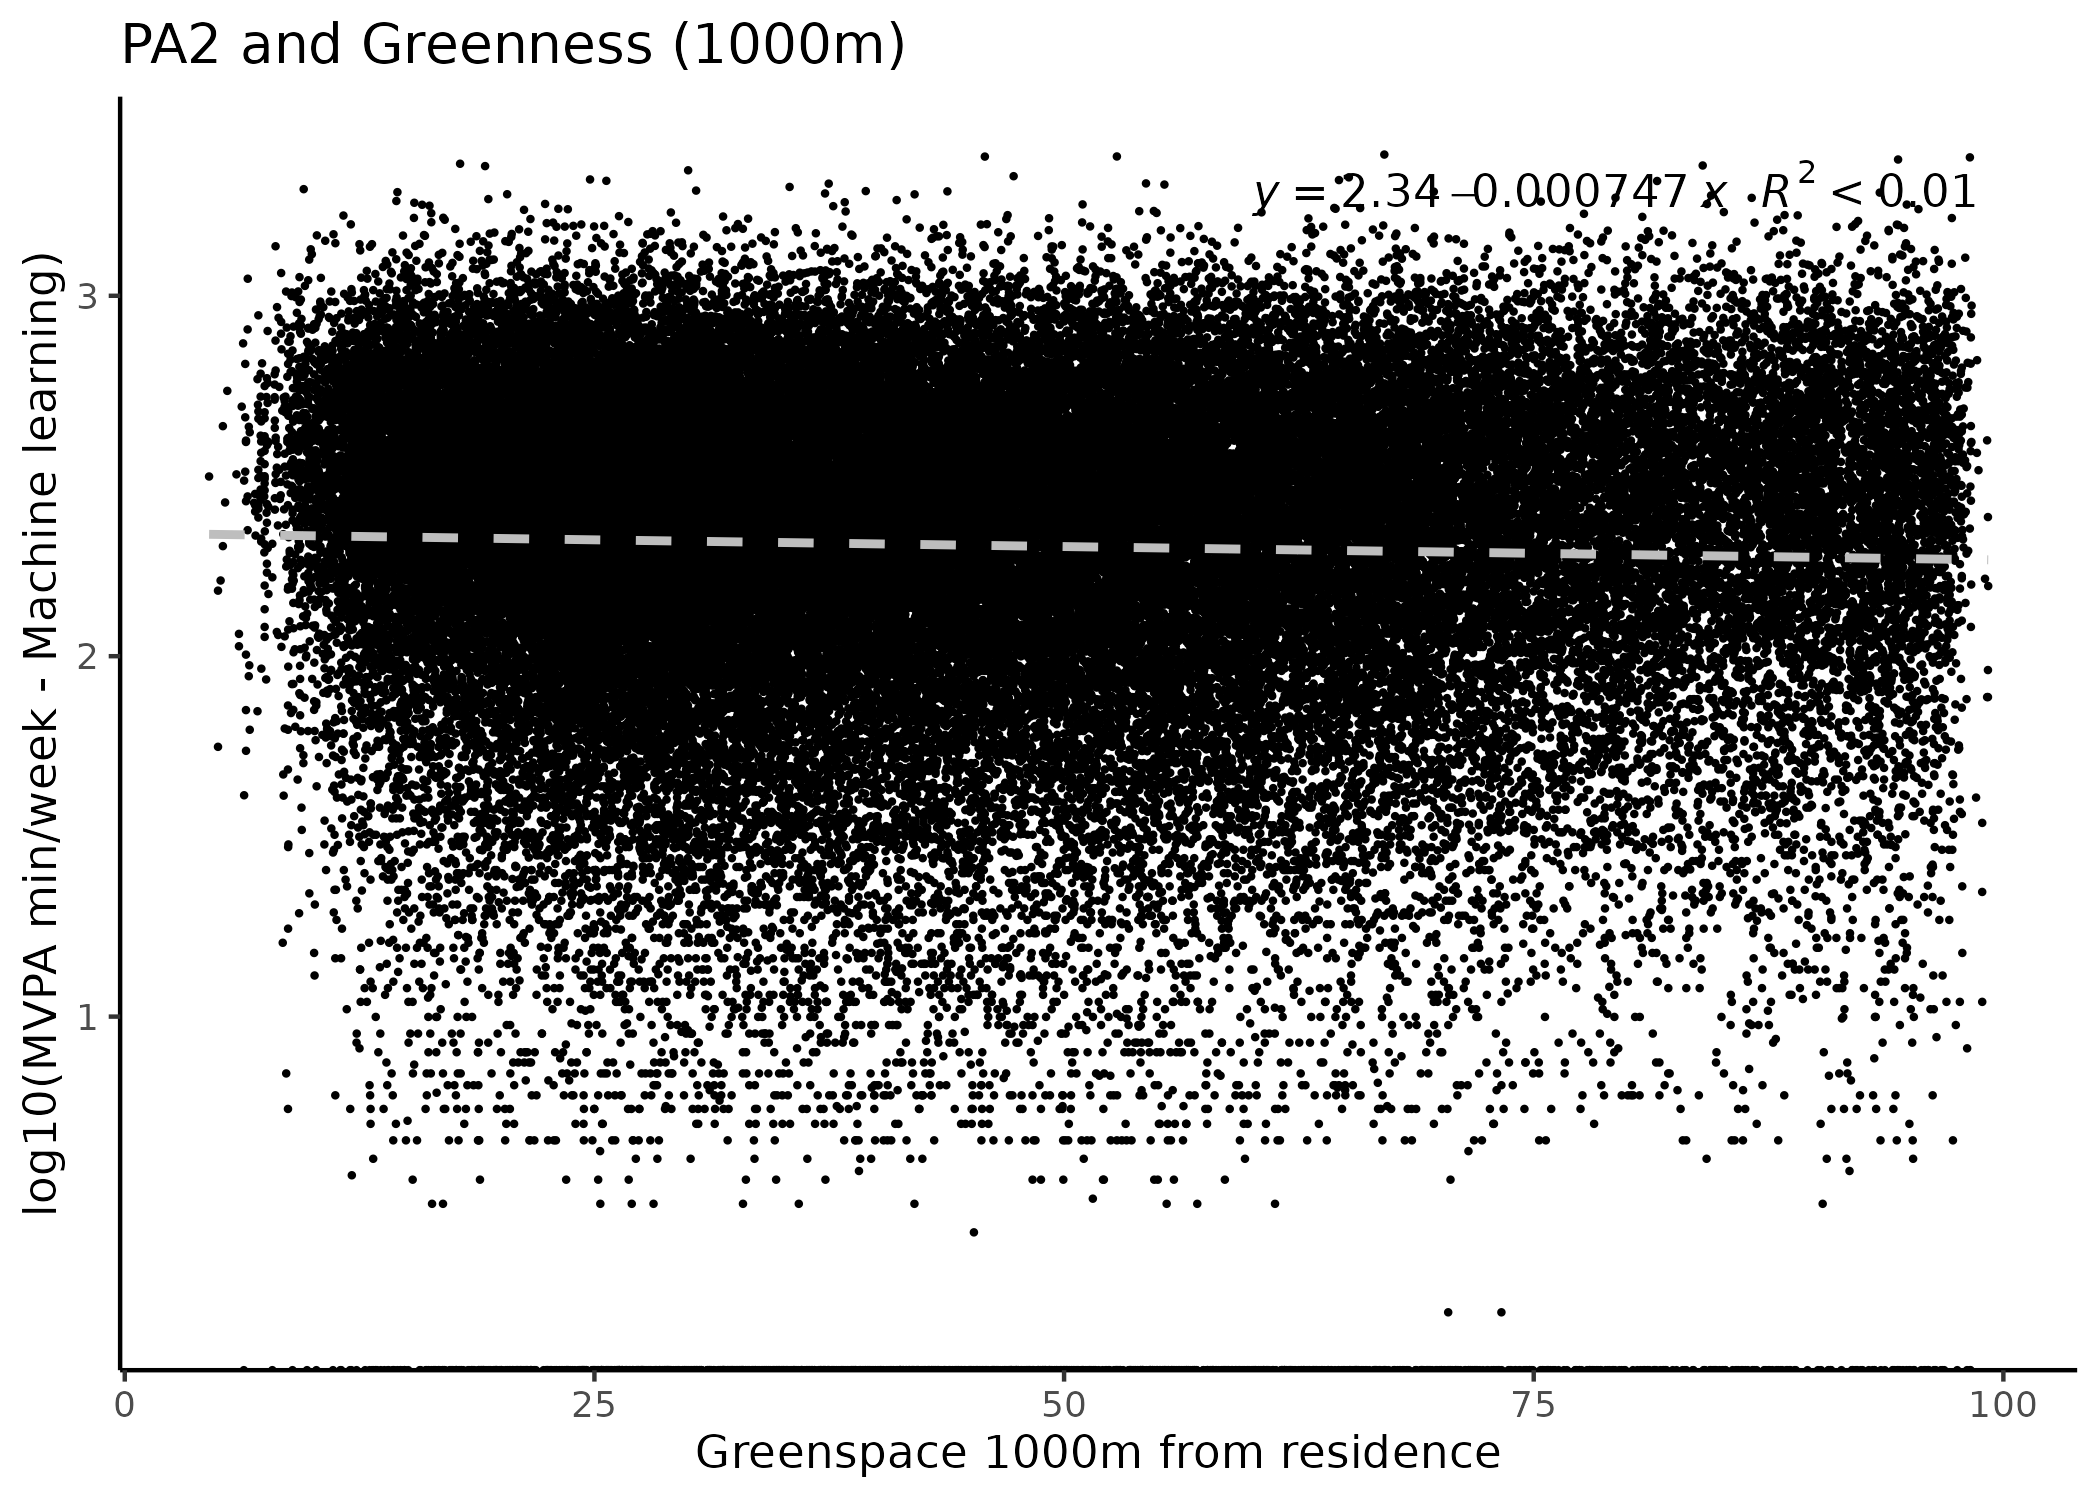 PA2 and Greenness (1000m)
y = 2.34 – 0.000747 x R² < 0.01
log10(MVPA min/week - Machine learning)
3
2
1
0 25 50 75 100
Greenspace 1000m from residence